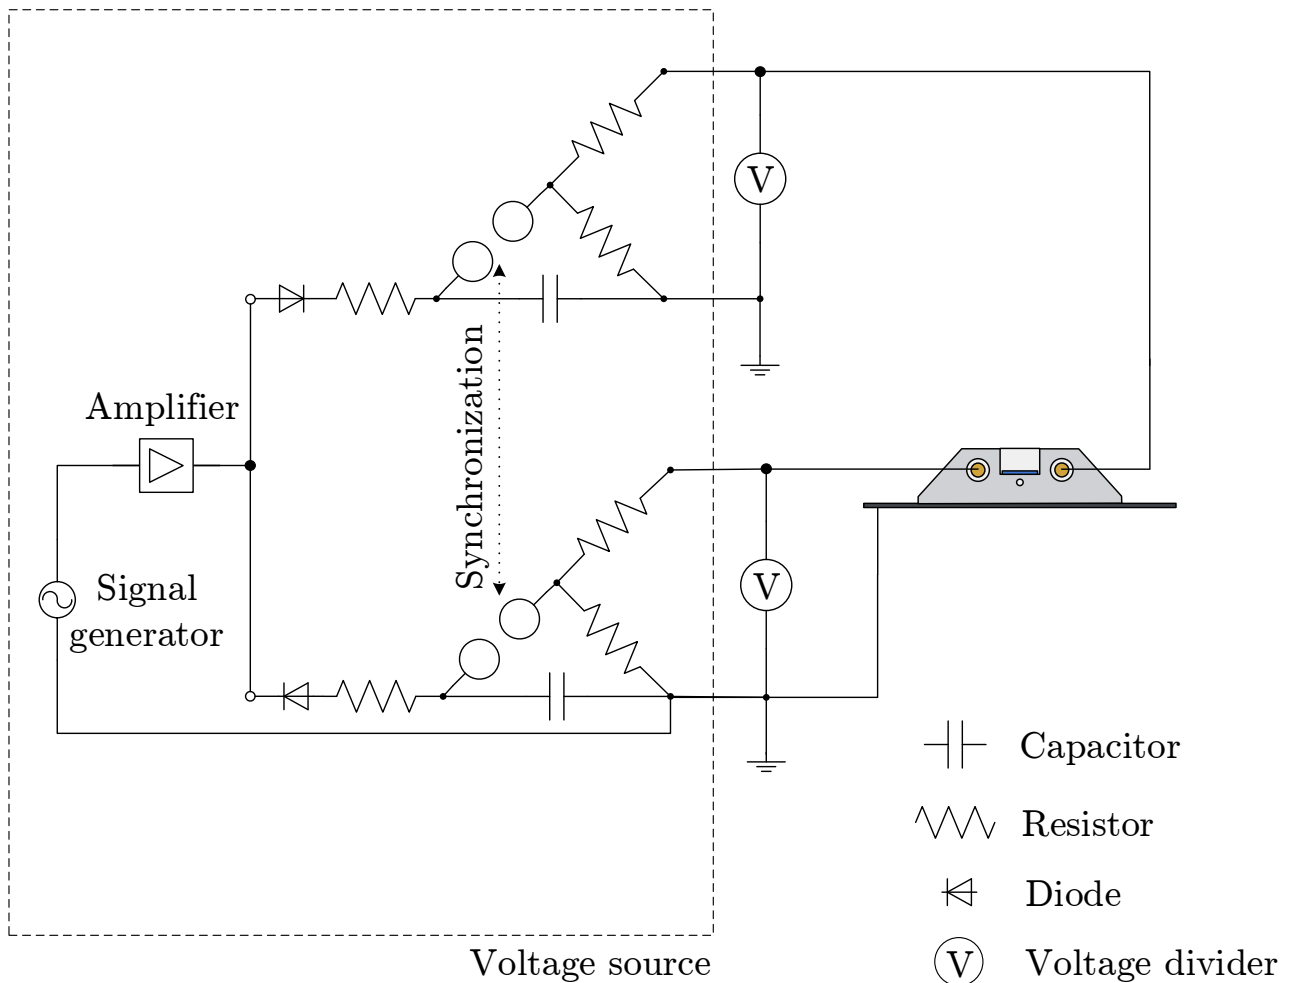 V
Synchronization
Amplifier
Signal
generator
V
Capacitor
Resistor
Diode
V Voltage divider
Voltage source